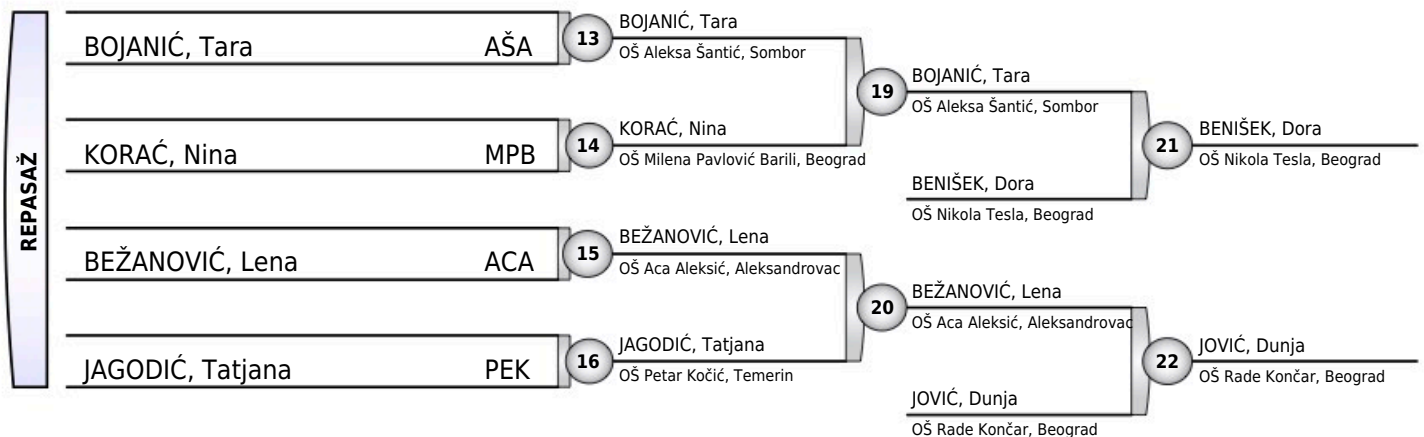 REPASAŽ
BOJANIĆ, Tara AŠA
KORAĆ, Nina MPB
BEŽANOVIĆ, Lena ACA
JAGODIĆ, Tatjana PEK
13
BOJANIĆ, Tara
OŠ Aleksa Šantić, Sombor
14
KORAĆ, Nina
OŠ Milena Pavlović Barili, Beograd
15
BEŽANOVIĆ, Lena
OŠ Aca Aleksić, Aleksandrovac
16
JAGODIĆ, Tatjana
OŠ Petar Kočić, Temerin
19
BOJANIĆ, Tara
OŠ Aleksa Šantić, Sombor
BENIŠEK, Dora
OŠ Nikola Tesla, Beograd
20
BEŽANOVIĆ, Lena
OŠ Aca Aleksić, Aleksandrovac
JOVIĆ, Dunja
OŠ Rade Končar, Beograd
21
BENIŠEK, Dora
OŠ Nikola Tesla, Beograd
22
JOVIĆ, Dunja
OŠ Rade Končar, Beograd